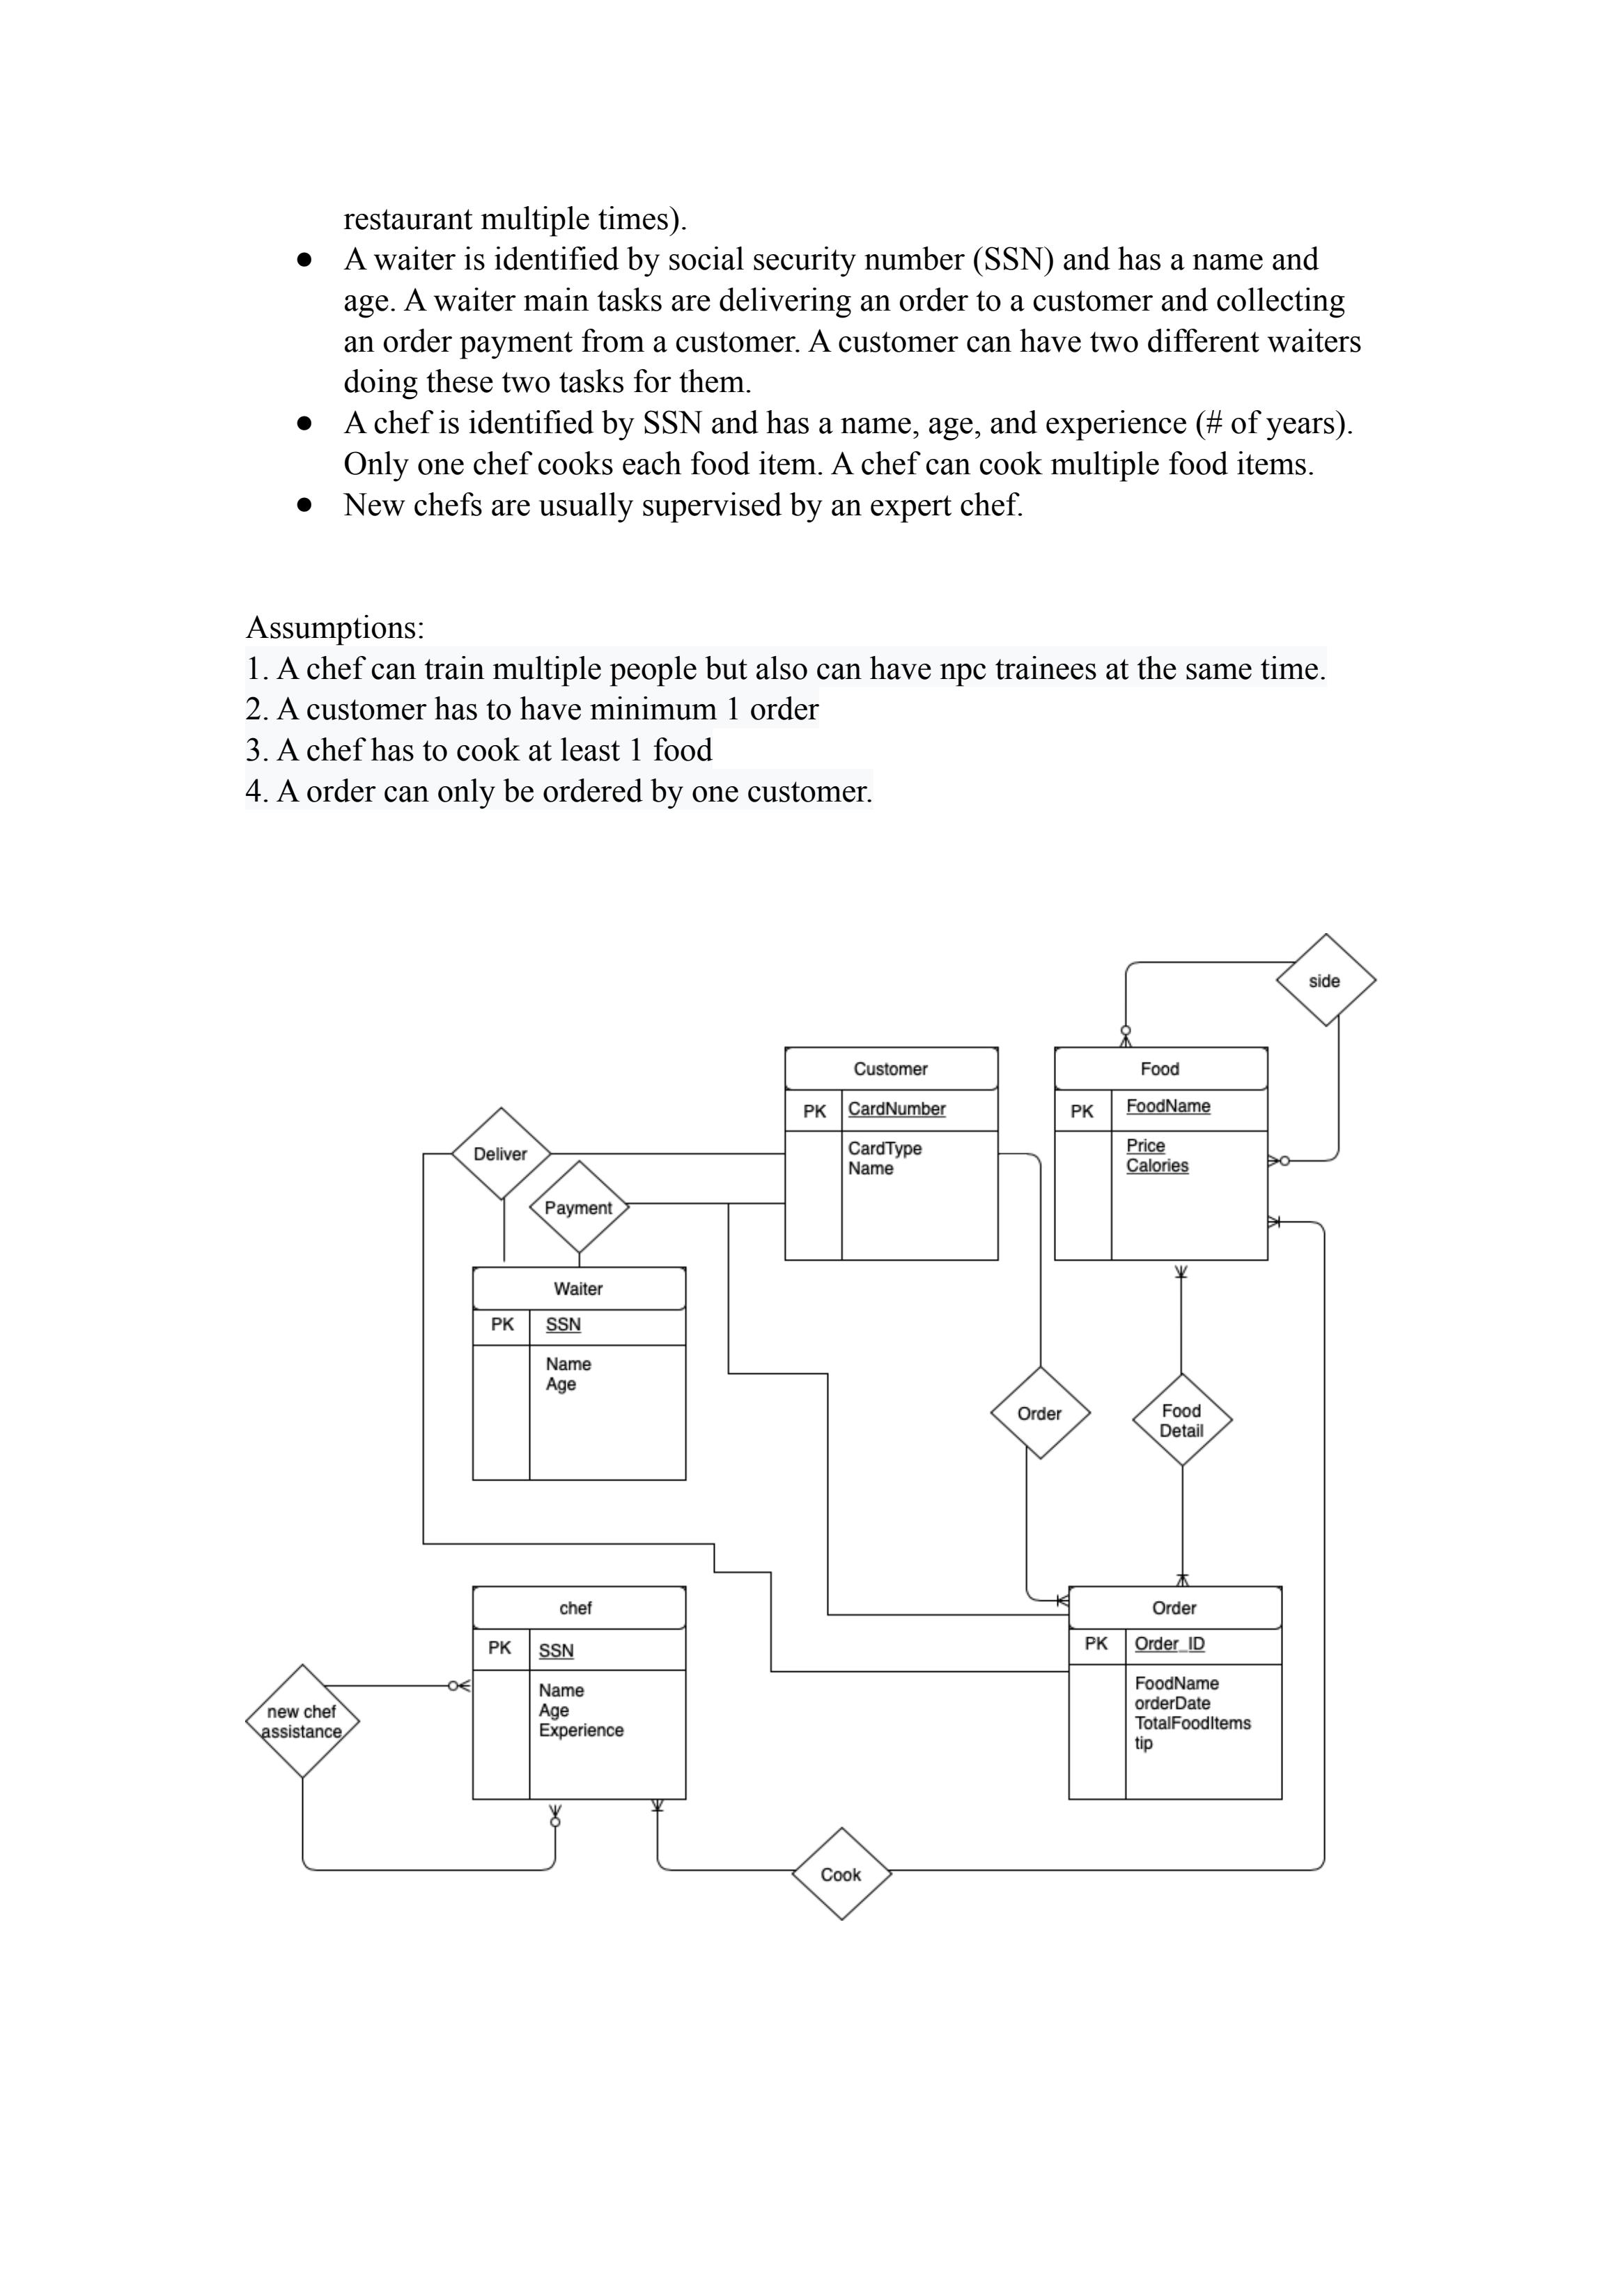 restaurant multiple times).
● A waiter is identified by social security number (SSN) and has a name and
age. A waiter main tasks are delivering an order to a customer and collecting
an order payment from a customer. A customer can have two different waiters
doing these two tasks for them.
● A chef is identified by SSN and has a name, age, and experience (# of years).
Only one chef cooks each food item. A chef can cook multiple food items.
● New chefs are usually supervised by an expert chef.
Assumptions:
1. A chef can train multiple people but also can have npc trainees at the same time.
2. A customer has to have minimum 1 order
3. A chef has to cook at least 1 food
4. A order can only be ordered by one customer.
side
Customer
PK CardNumber
CardType
Name
Food
PK FoodName
Price
Calories
Deliver
Payment
Waiter
PK SSN
Name
Age
Order
Food
Detail
chef
PK SSN
Name
Age
Experience
Order
PK Order_ID
FoodName
orderDate
TotalFoodItems
tip
new chef
assistance
Cook